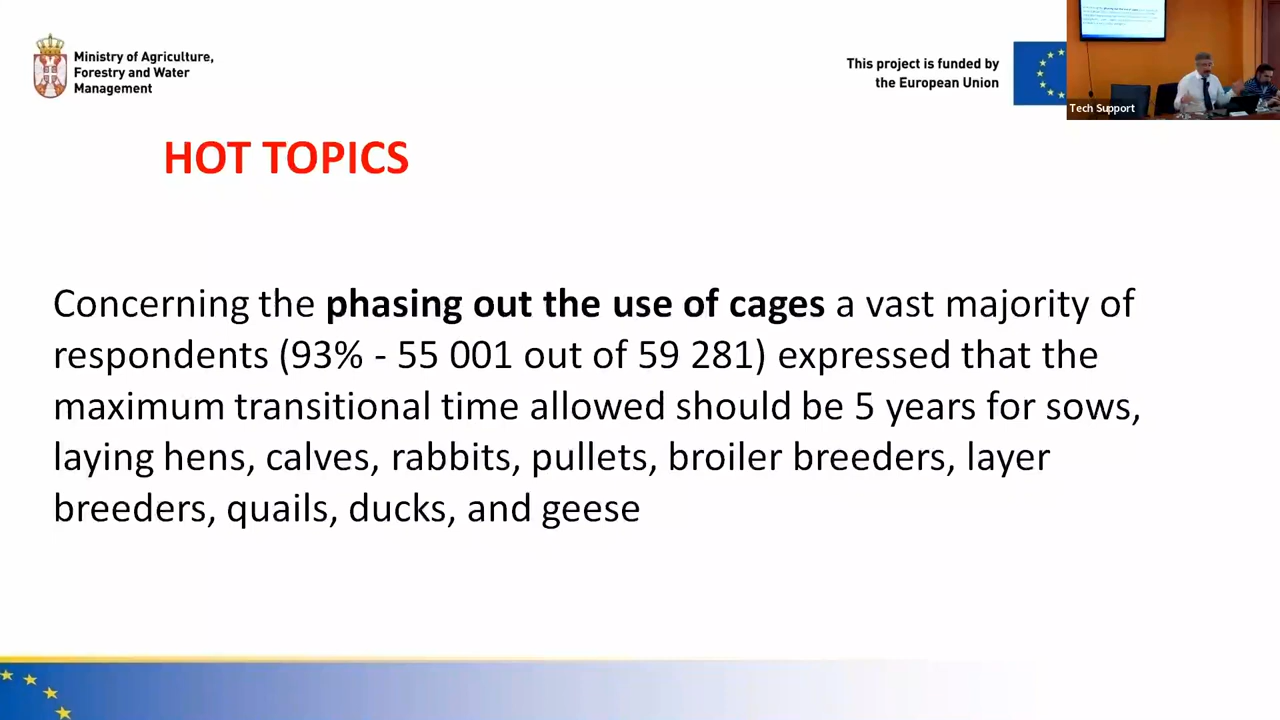 Ministry of Agriculture,
Forestry and Water
Management
This project is funded by
the European Union
Tech Support
HOT TOPICS
Concerning the phasing out the use of cages a vast majority of
respondents (93% - 55 001 out of 59 281) expressed that the
maximum transitional time allowed should be 5 years for sows,
laying hens, calves, rabbits, pullets, broiler breeders, layer
breeders, quails, ducks, and geese